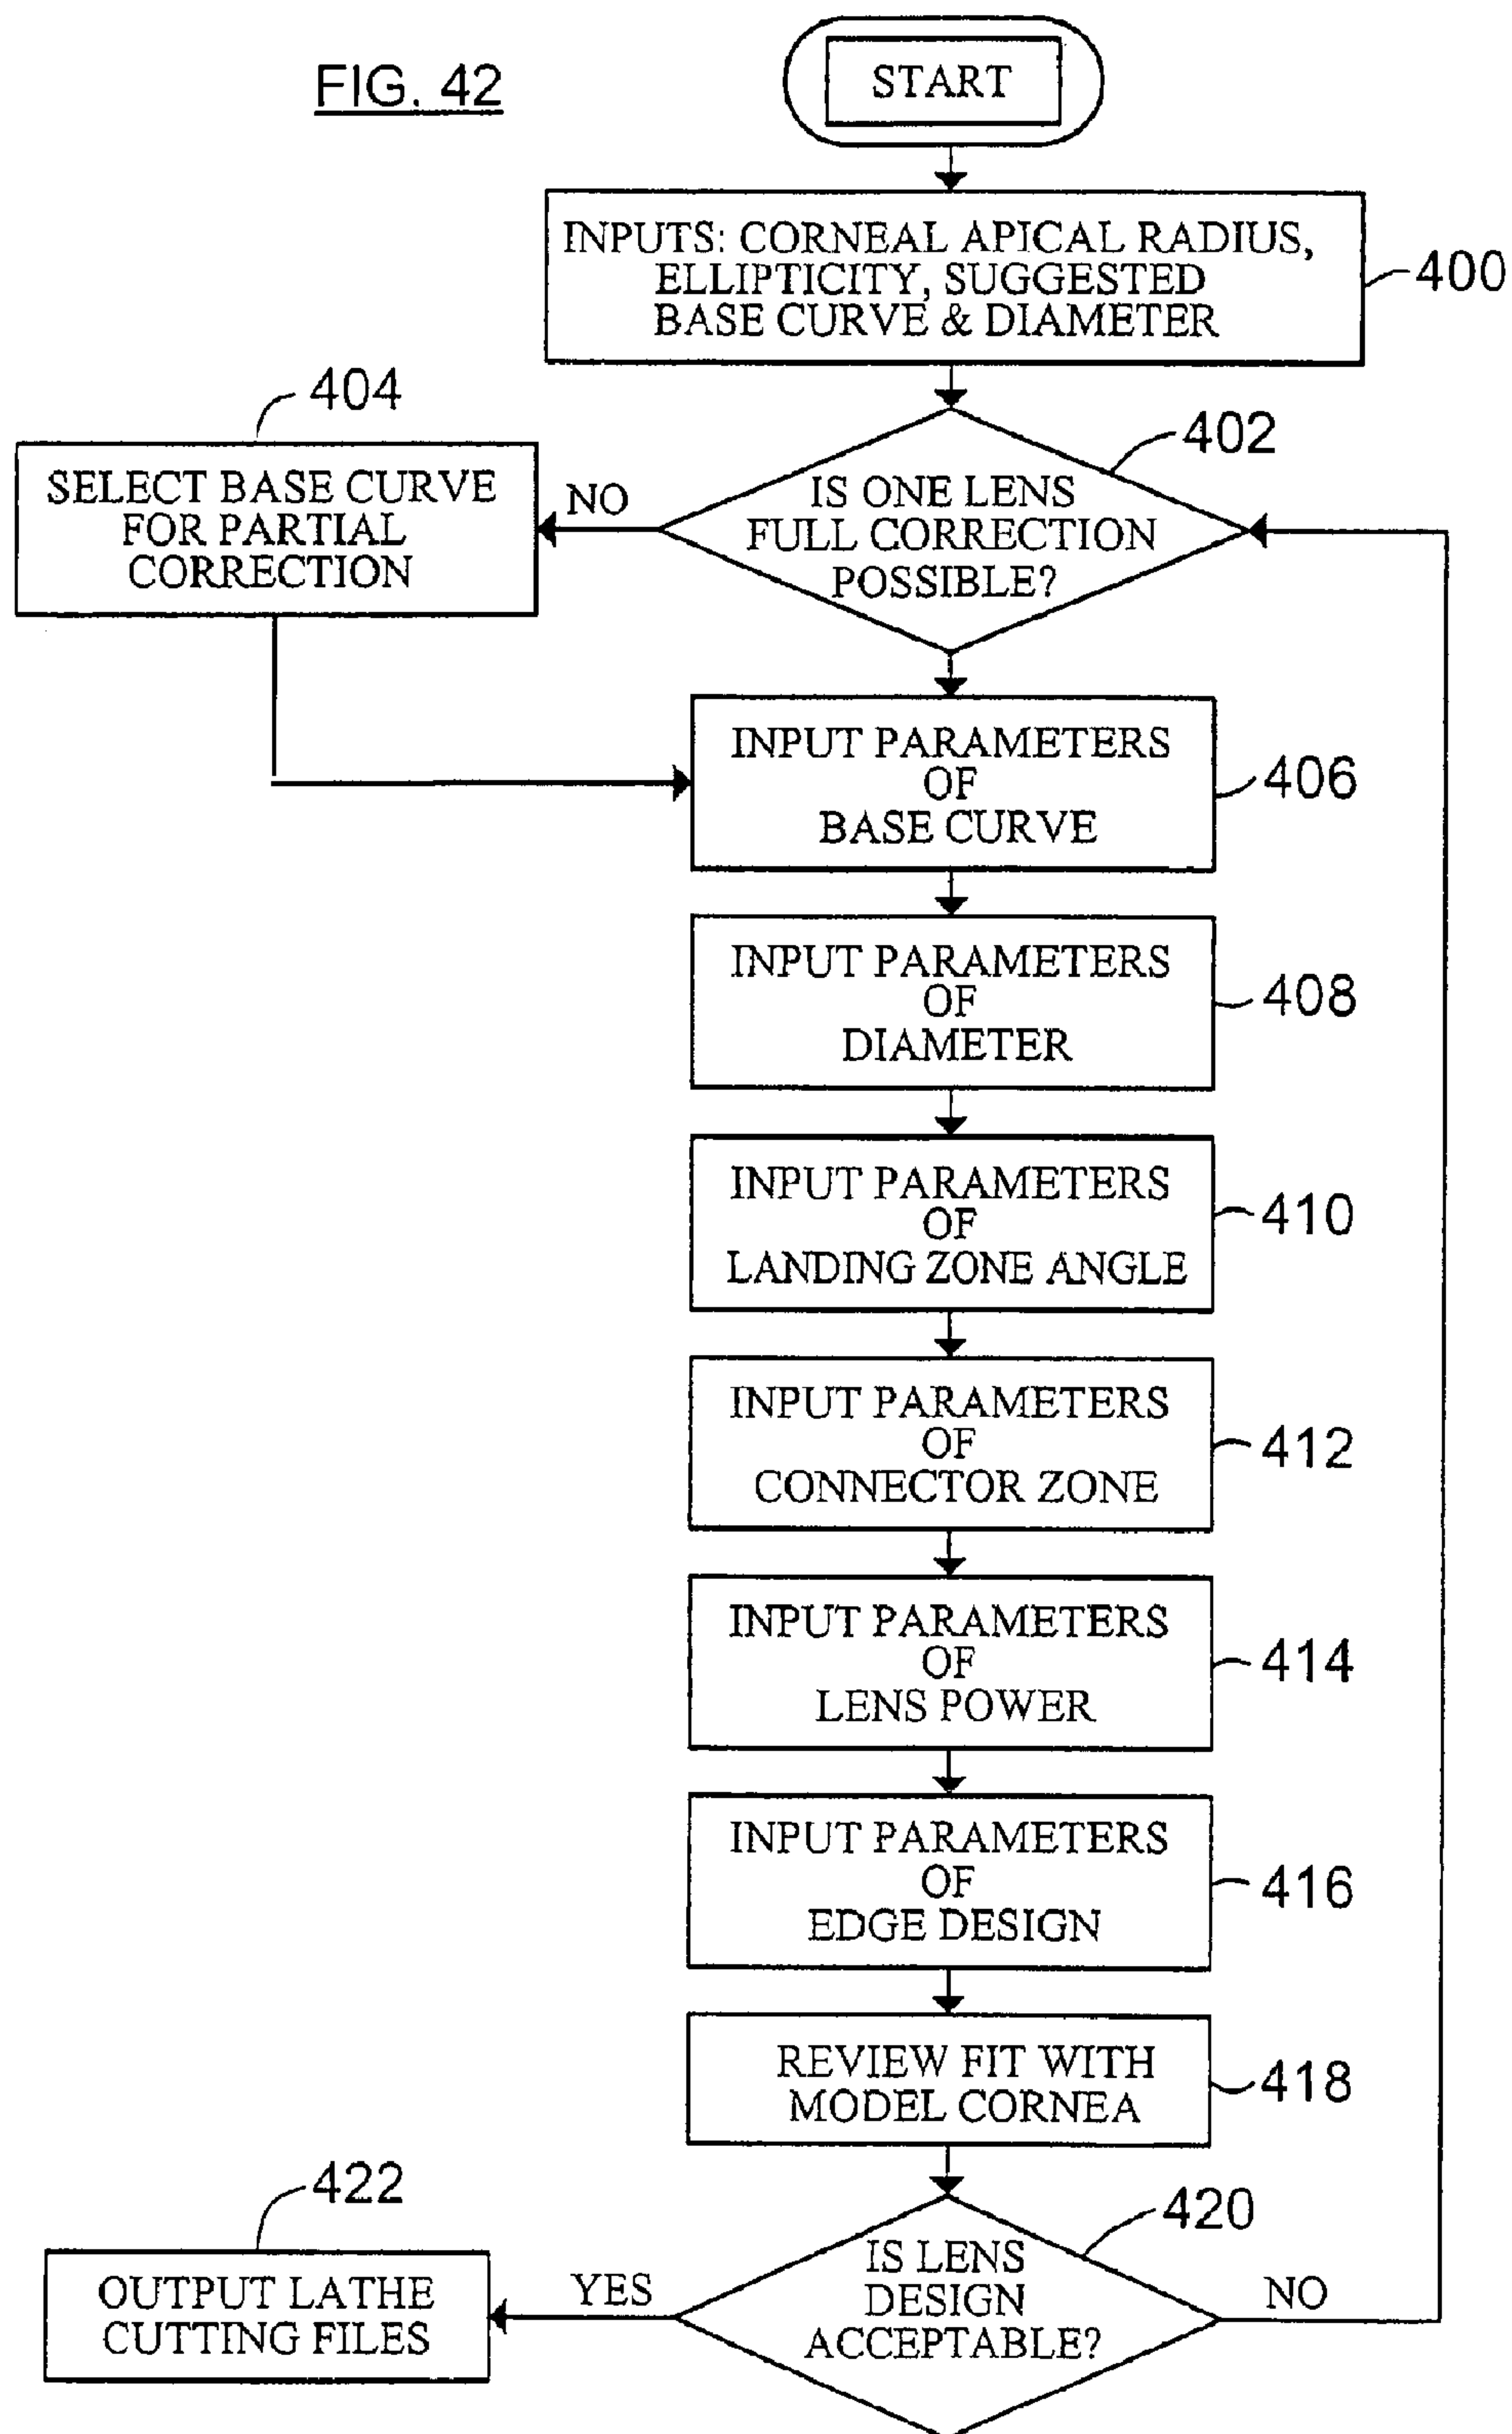 FIG. 42
START
INPUTS: CORNEAL APICAL RADIUS,
ELLIPTICITY, SUGGESTED
BASE CURVE & DIAMETER
400
404
SELECT BASE CURVE
FOR PARTIAL
CORRECTION
NO
402
IS ONE LENS
FULL CORRECTION
POSSIBLE?
INPUT PARAMETERS
OF
BASE CURVE
406
INPUT PARAMETERS
OF
DIAMETER
408
INPUT PARAMETERS
OF
LANDING ZONE ANGLE
410
INPUT PARAMETERS
OF
CONNECTOR ZONE
412
INPUT PARAMETERS
OF
LENS POWER
414
INPUT PARAMETERS
OF
EDGE DESIGN
416
REVIEW FIT WITH
MODEL CORNEA
418
420
IS LENS
DESIGN
ACCEPTABLE?
NO
YES
422
OUTPUT LATHE
CUTTING FILES